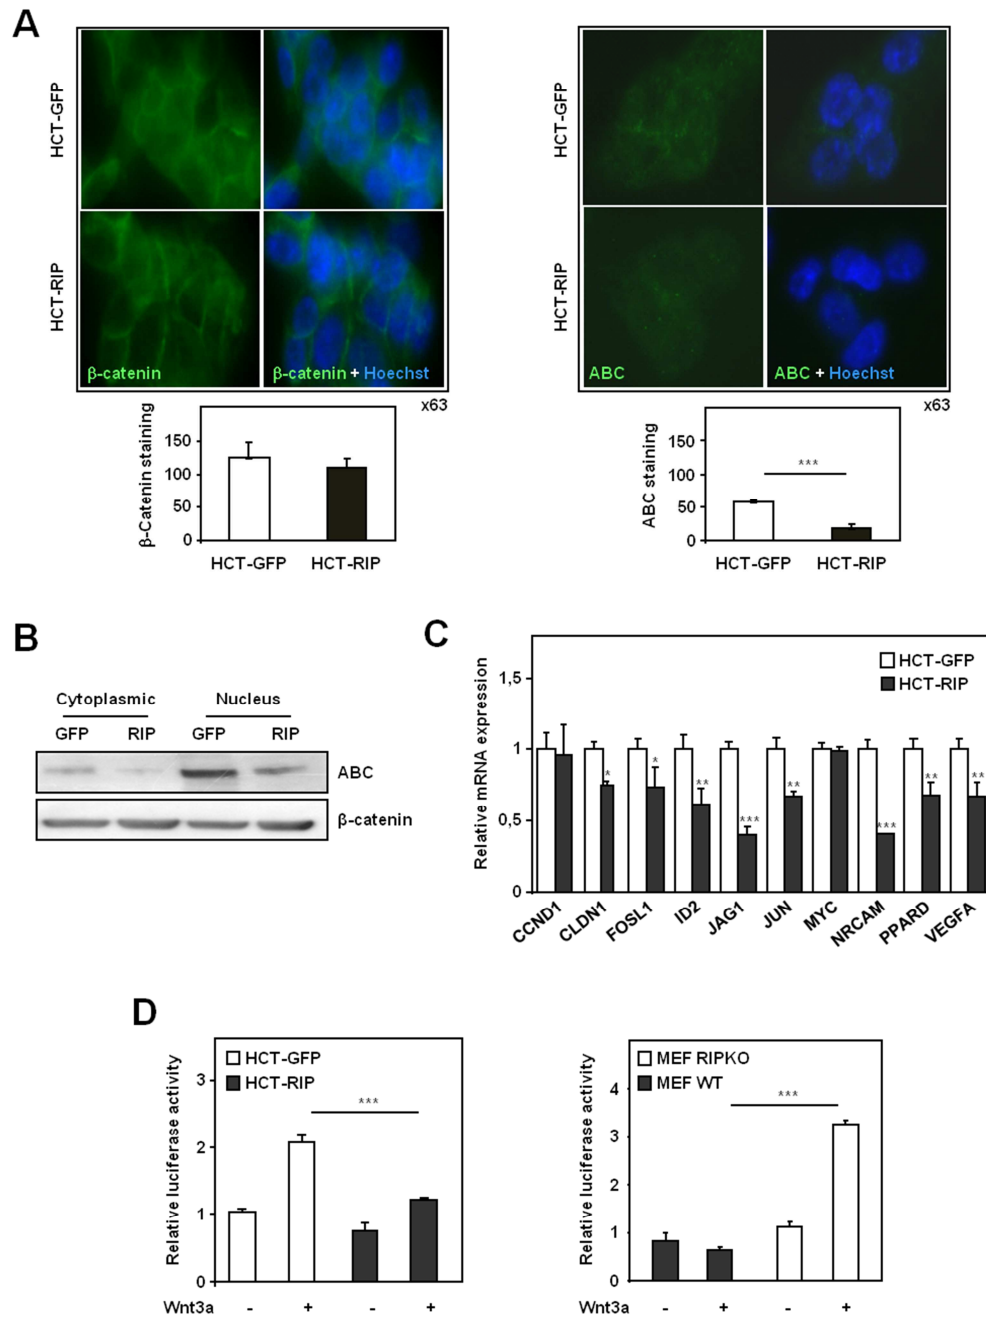 A
HCT-GFP
HCT-RIP
β-catenin
β-catenin + Hoechst
x63
β-Catenin staining
150
100
50
0
HCT-GFP
HCT-RIP
HCT-GFP
HCT-RIP
ABC
ABC + Hoechst
x63
ABC staining
150
100
50
0
***
HCT-GFP
HCT-RIP
B
Cytoplasmic
Nucleus
GFP
RIP
GFP
RIP
ABC
β-catenin
C
Relative mRNA expression
1,5
1
0,5
0
HCT-GFP
HCT-RIP
*
*
**
***
**
***
**
**
CCND1
CLDN1
FOSL1
ID2
JAG1
JUN
MYC
NRCAM
PPARD
VEGFA
D
Relative luciferase activity
3
2
1
0
HCT-GFP
HCT-RIP
***
Wnt3a - + - +
Relative luciferase activity
4
3
2
1
0
MEF RIPKO
MEF WT
***
Wnt3a - + - +